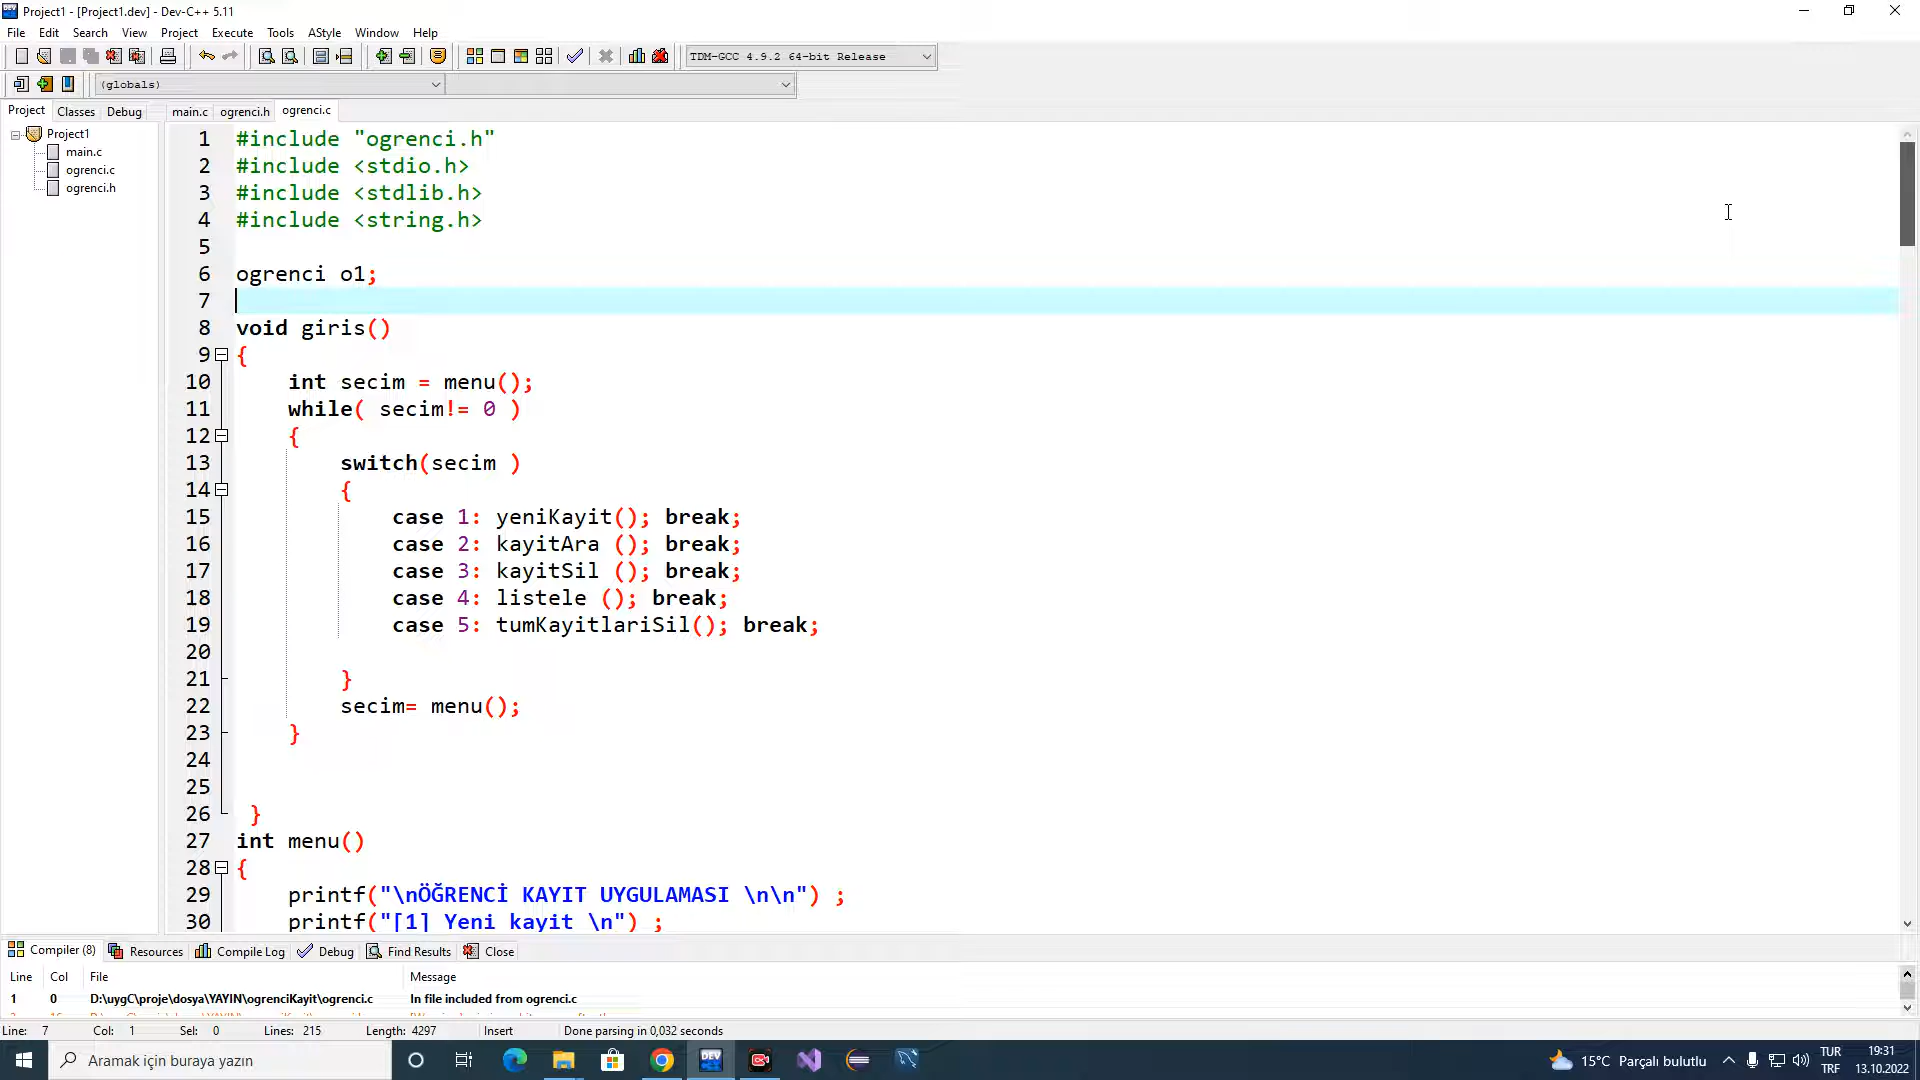 Project1 - [Project1.dev] - Dev-C++ 5.11
File Edit Search View Project Execute Tools AStyle Window Help
TDM-GCC 4.9.2 64-bit Release
(globals)
Project Classes Debug main.c ogrenci.h ogrenci.c
Project1
main.c
ogrenci.c
ogrenci.h
1 #include "ogrenci.h"
2 #include <stdio.h>
3 #include <stdlib.h>
4 #include <string.h>
5
6 ogrenci o1;
7
8 void giris()
9 {
10 int secim = menu();
11 while( secim!= 0 )
12 {
13 switch(secim )
14 {
15 case 1: yeniKayit(); break;
16 case 2: kayitAra (); break;
17 case 3: kayitSil (); break;
18 case 4: listele (); break;
19 case 5: tumKayitlariSil(); break;
20
21 }
22 secim= menu();
23 }
24
25
26 }
27 int menu()
28 {
29 printf("\nÖĞRENCİ KAYIT UYGULAMASI \n\n") ;
30 printf("[1] Yeni kayit \n") ;
Compiler (8) Resources Compile Log Debug Find Results Close
Line Col File Message
1 0 D:\uygC\proje\dosya\YAYIN\ogrenciKayit\ogrenci.c In file included from ogrenci.c
Line: 7 Col: 1 Sel: 0 Lines: 215 Length: 4297 Insert Done parsing in 0,032 seconds
Aramak için buraya yazın
DEV
15°C Parçalı bulutlu
TUR
TRF
19:31
13.10.2022